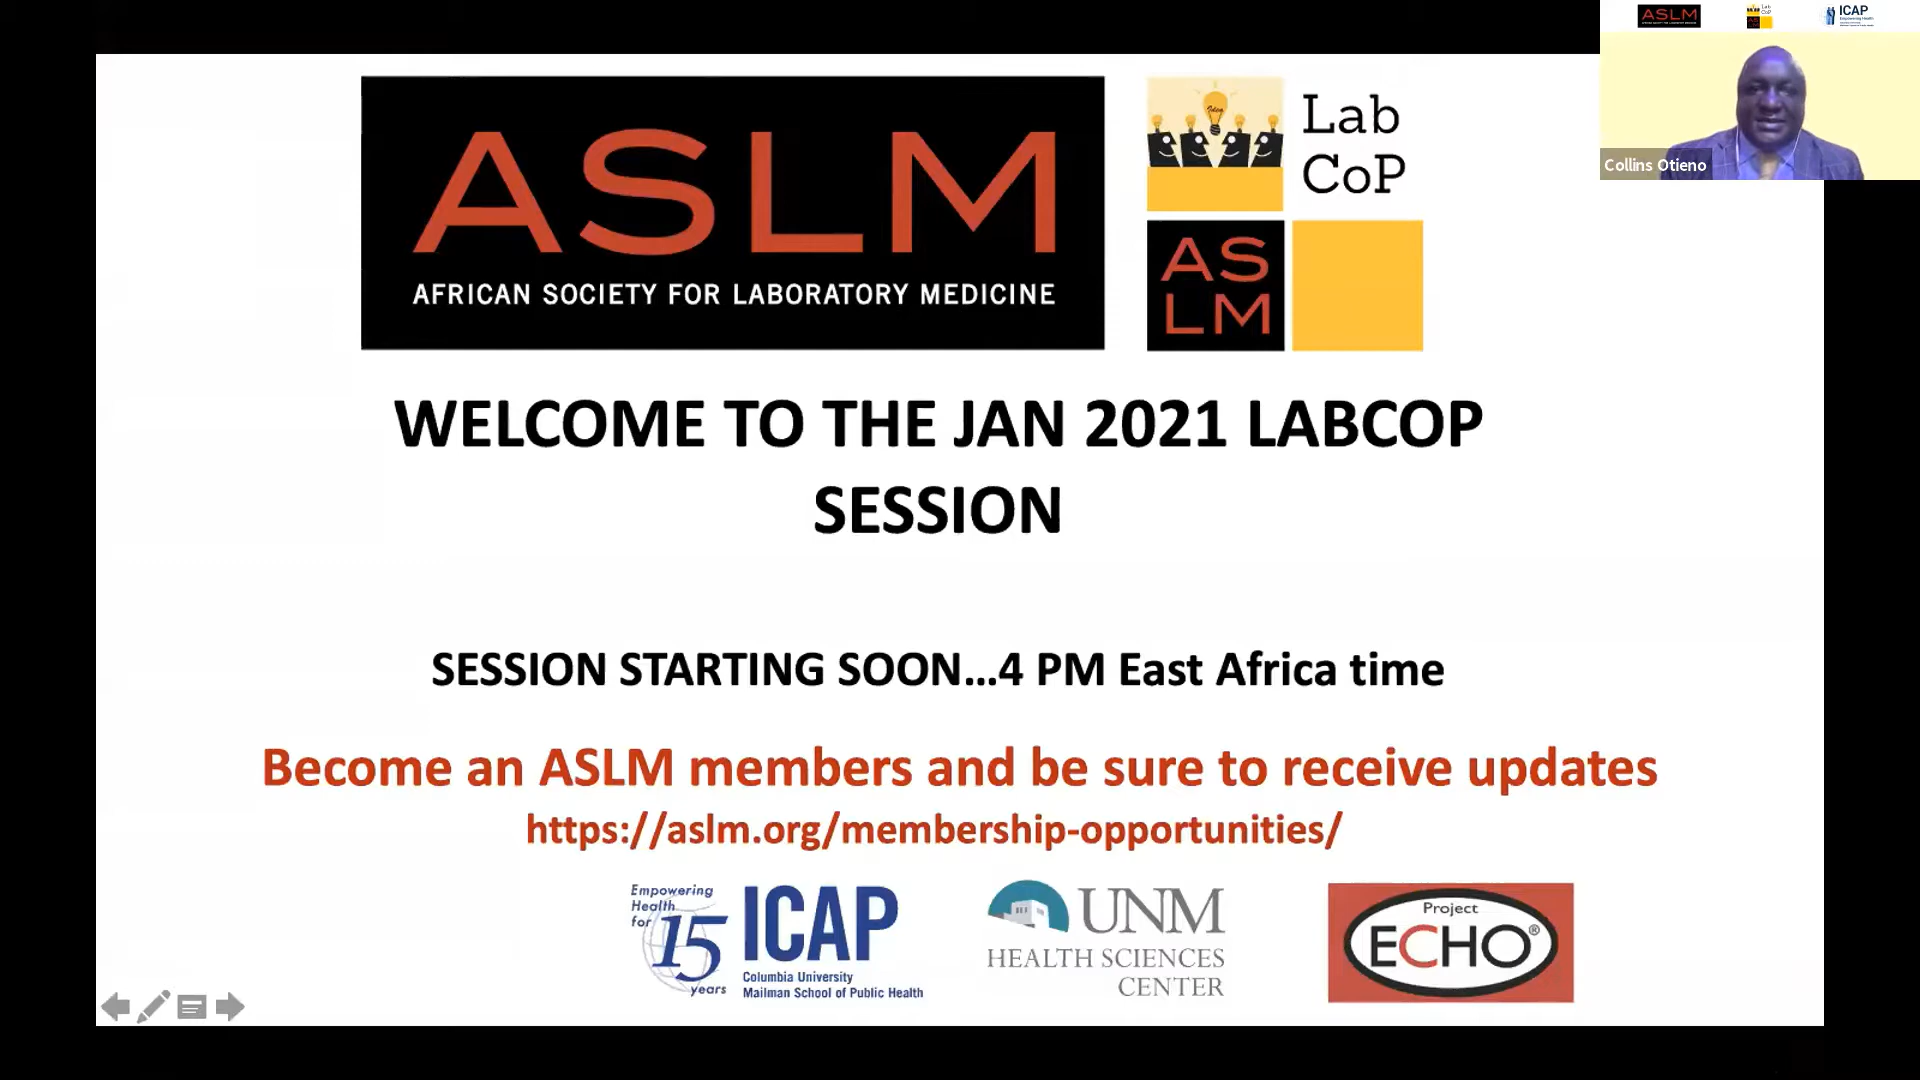 ASLM
AFRICAN SOCIETY FOR LABORATORY MEDICINE
Idea
Lab
CoP
AS
LM
ASLM
Lab
CoP
ICAP
Collins Otieno
WELCOME TO THE JAN 2021 LABCOP
SESSION
SESSION STARTING SOON...4 PM East Africa time
Become an ASLM members and be sure to receive updates
https://aslm.org/membership-opportunities/
Empowering
Health
for
15
years
ICAP
Columbia University
Mailman School of Public Health
UNM
HEALTH SCIENCES
CENTER
Project
ECHO®